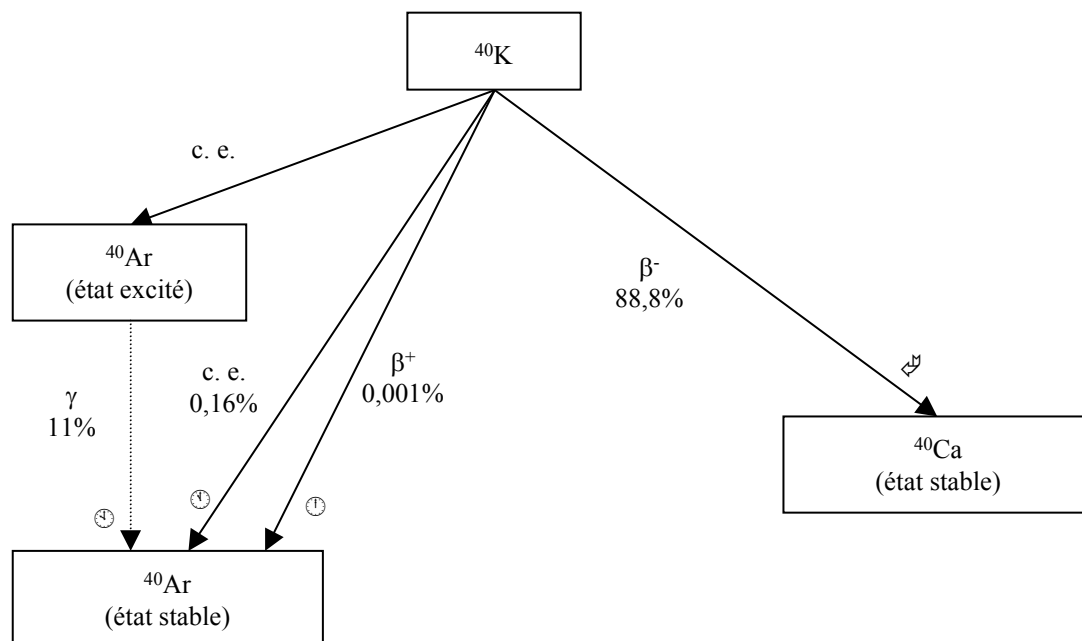 ⁴⁰K
c. e.
⁴⁰Ar
(état excité)
β⁻
88,8%
c. e.
0,16%
β⁺
0,001%
γ
11%
⁴⁰Ca
(état stable)
⁴⁰Ar
(état stable)